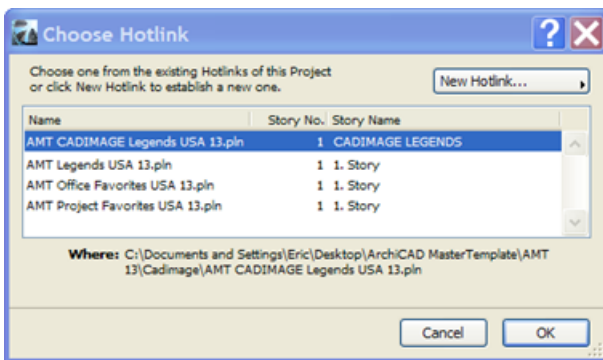 Choose Hotlink
Choose one from the existing Hotlinks of this Project
or click New Hotlink to establish a new one.
New Hotlink...
Name Story No. Story Name
AMT CADIMAGE Legends USA 13.pln 1 CADIMAGE LEGENDS
AMT Legends USA 13.pln 1 1. Story
AMT Office Favorites USA 13.pln 1 1. Story
AMT Project Favorites USA 13.pln 1 1. Story
Where: C:\Documents and Settings\Eric\Desktop\ArchiCAD MasterTemplate\AMT
13\Cadimage\AMT CADIMAGE Legends USA 13.pln
Cancel OK